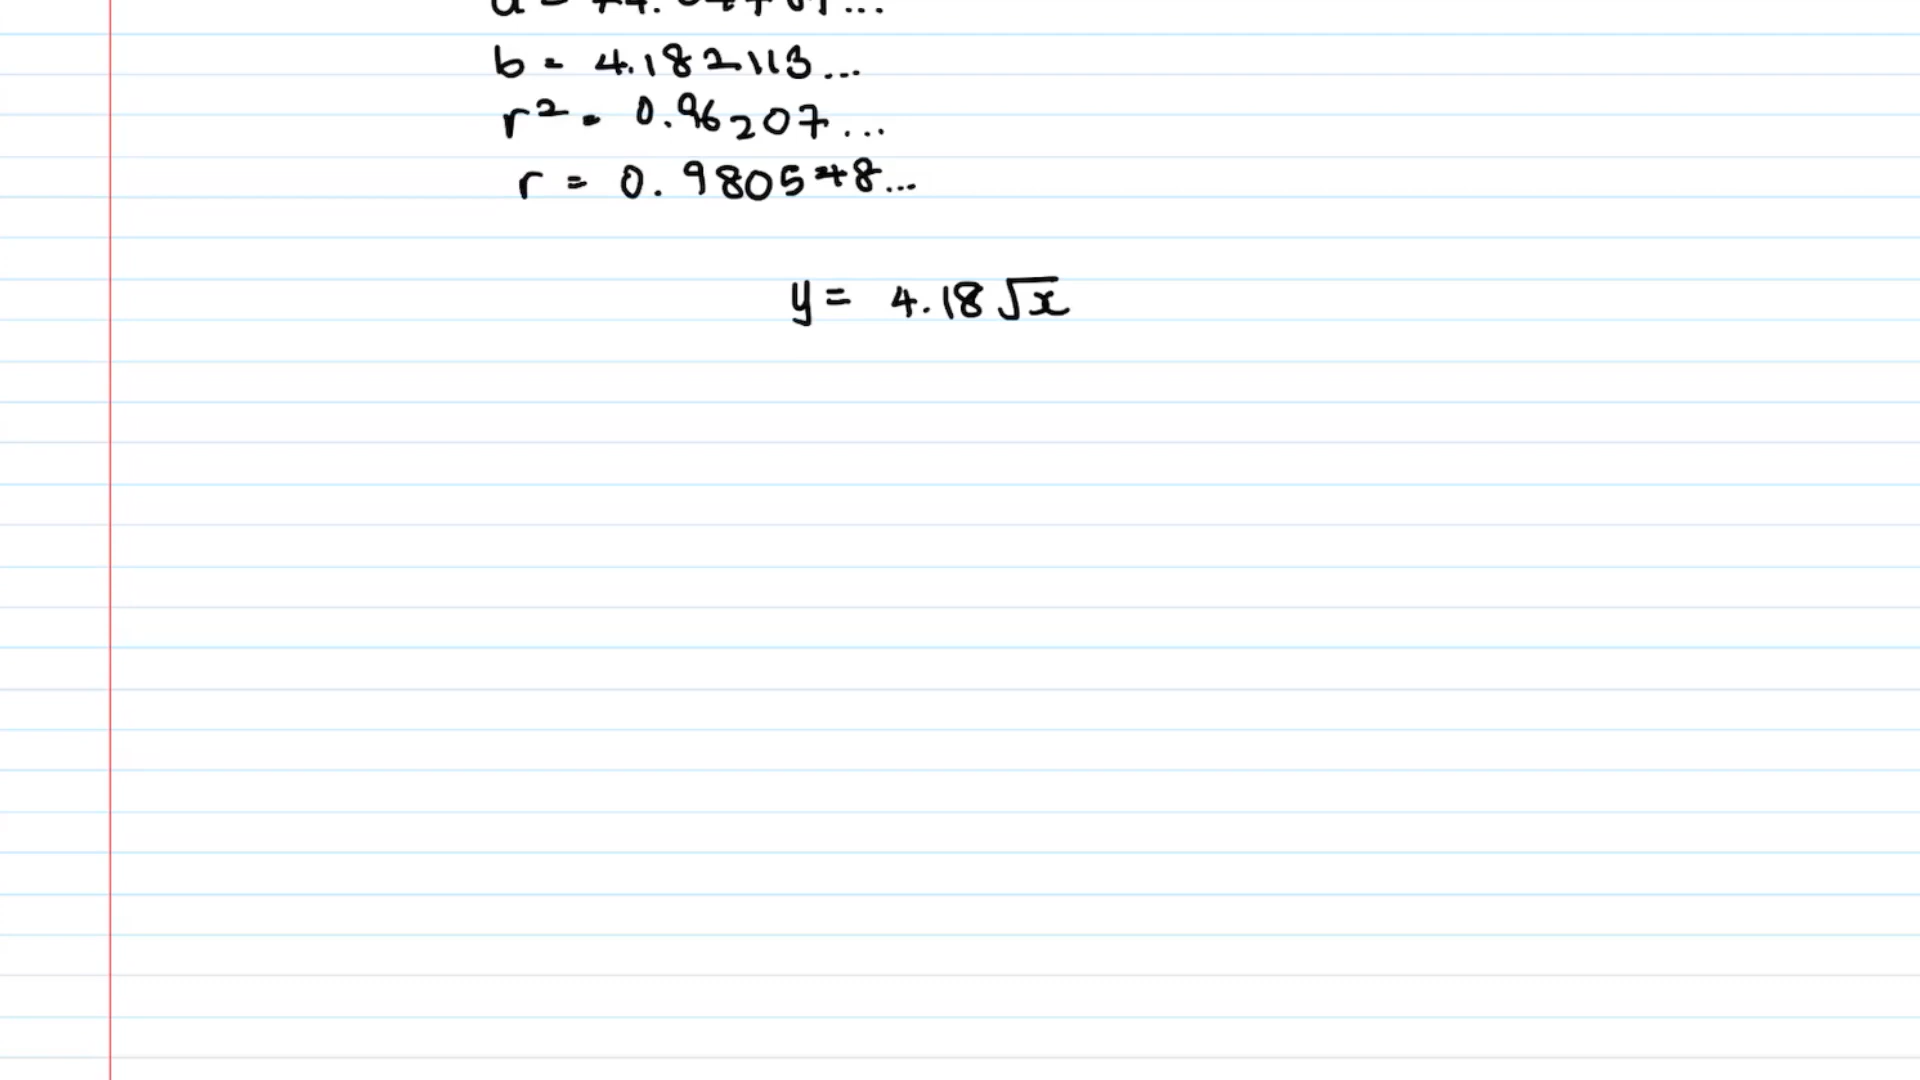 b = 4.182113...
r² = 0.96207...
r = 0.980548...
y = 4.18√x